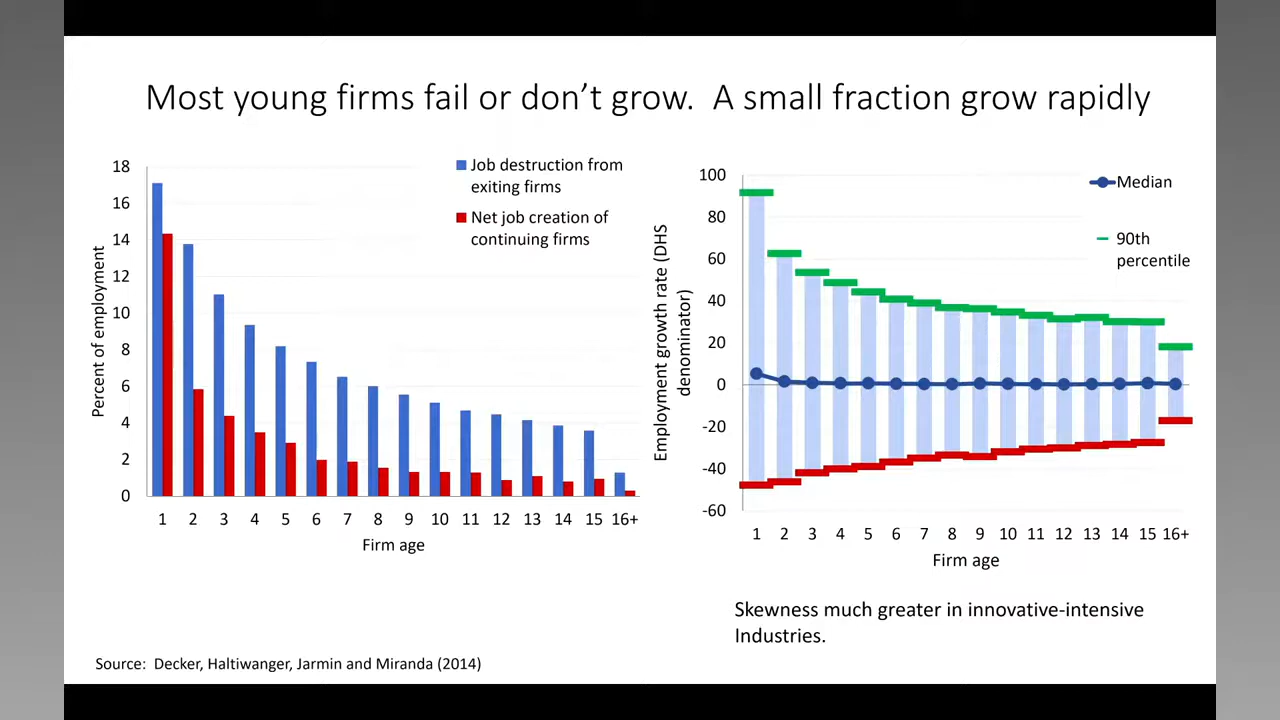 Most young firms fail or don’t grow.  A small fraction grow rapidly
Percent of employment
18
16
14
12
10
8
6
4
2
0
Job destruction from
exiting firms
Net job creation of
continuing firms
1 2 3 4 5 6 7 8 9 10 11 12 13 14 15 16+
Firm age
Employment growth rate (DHS
denominator)
100
80
60
40
20
0
-20
-40
-60
Median
90th
percentile
1 2 3 4 5 6 7 8 9 10 11 12 13 14 15 16+
Firm age
Skewness much greater in innovative-intensive
Industries.
Source:  Decker, Haltiwanger, Jarmin and Miranda (2014)